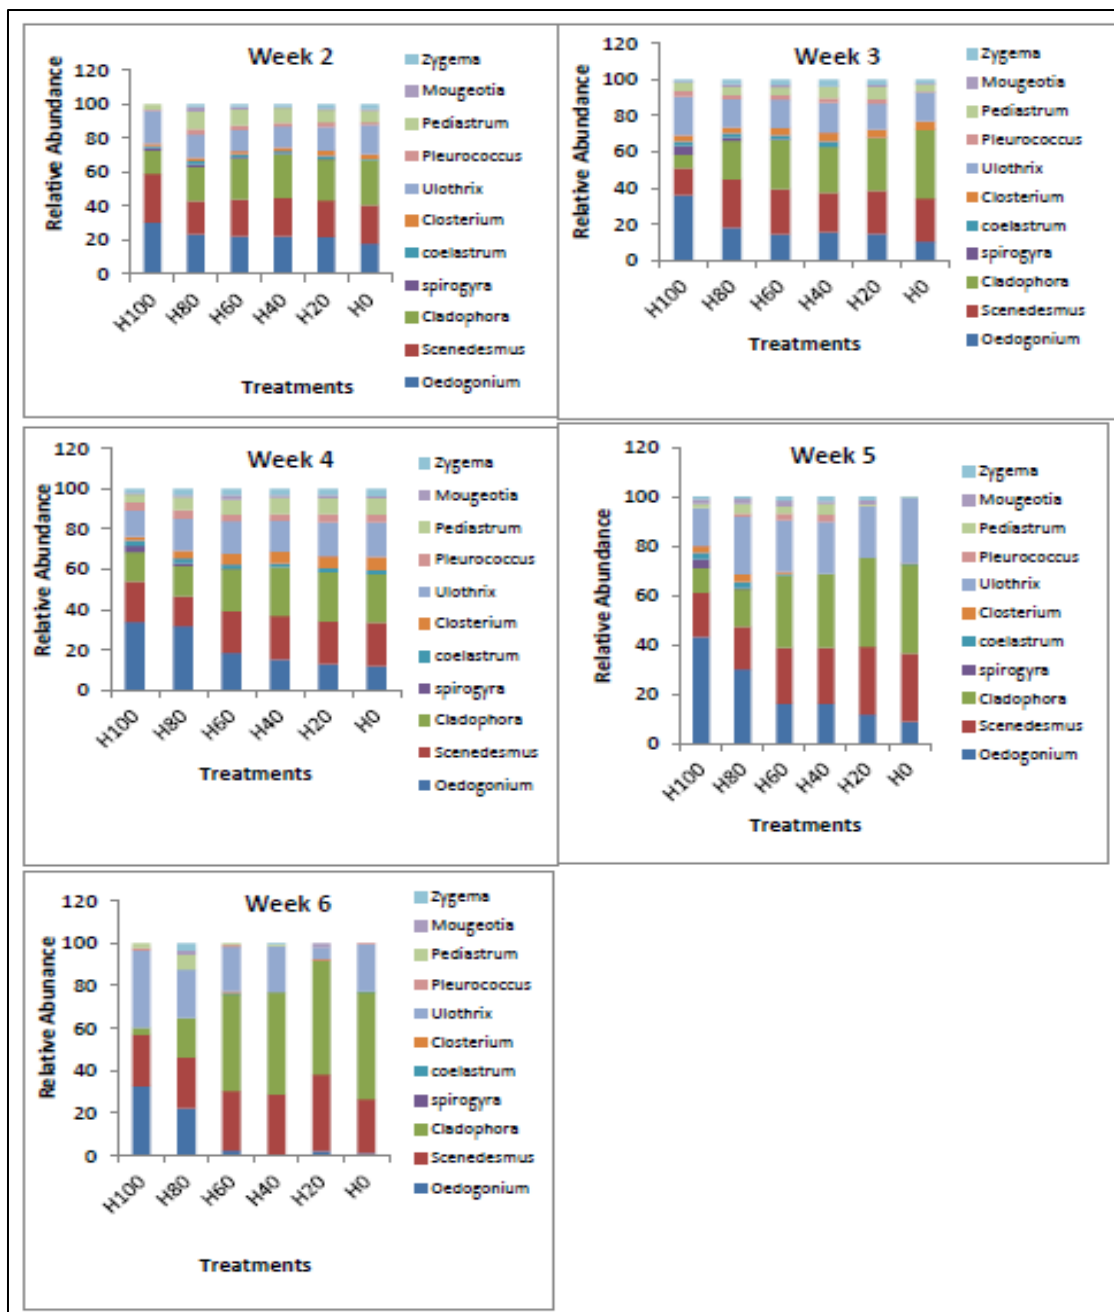 Week 2
Relative Abundance
120
100
80
60
40
20
0
H100
H80
H60
H40
H20
H0
Treatments
Zygema
Mougeotia
Pediastrum
Pleurococcus
Ulothrix
Closterium
coelastrum
spirogyra
Cladophora
Scenedesmus
Oedogonium
Week 3
Relative Abundance
120
100
80
60
40
20
0
H100
H80
H60
H40
H20
H0
Treatments
Zygema
Mougeotia
Pediastrum
Pleurococcus
Ulothrix
Closterium
coelastrum
spirogyra
Cladophora
Scenedesmus
Oedogonium
Week 4
Relative Abundance
120
100
80
60
40
20
0
H100
H80
H60
H40
H20
H0
Treatments
Zygema
Mougeotia
Pediastrum
Pleurococcus
Ulothrix
Closterium
coelastrum
spirogyra
Cladophora
Scenedesmus
Oedogonium
Week 5
Relative Abundance
120
100
80
60
40
20
0
H100
H80
H60
H40
H20
H0
Treatments
Zygema
Mougeotia
Pediastrum
Pleurococcus
Ulothrix
Closterium
coelastrum
spirogyra
Cladophora
Scenedesmus
Oedogonium
Week 6
Relative Abunance
120
100
80
60
40
20
0
H100
H80
H60
H40
H20
H0
Treatments
Zygema
Mougeotia
Pediastrum
Pleurococcus
Ulothrix
Closterium
coelastrum
spirogyra
Cladophora
Scenedesmus
Oedogonium